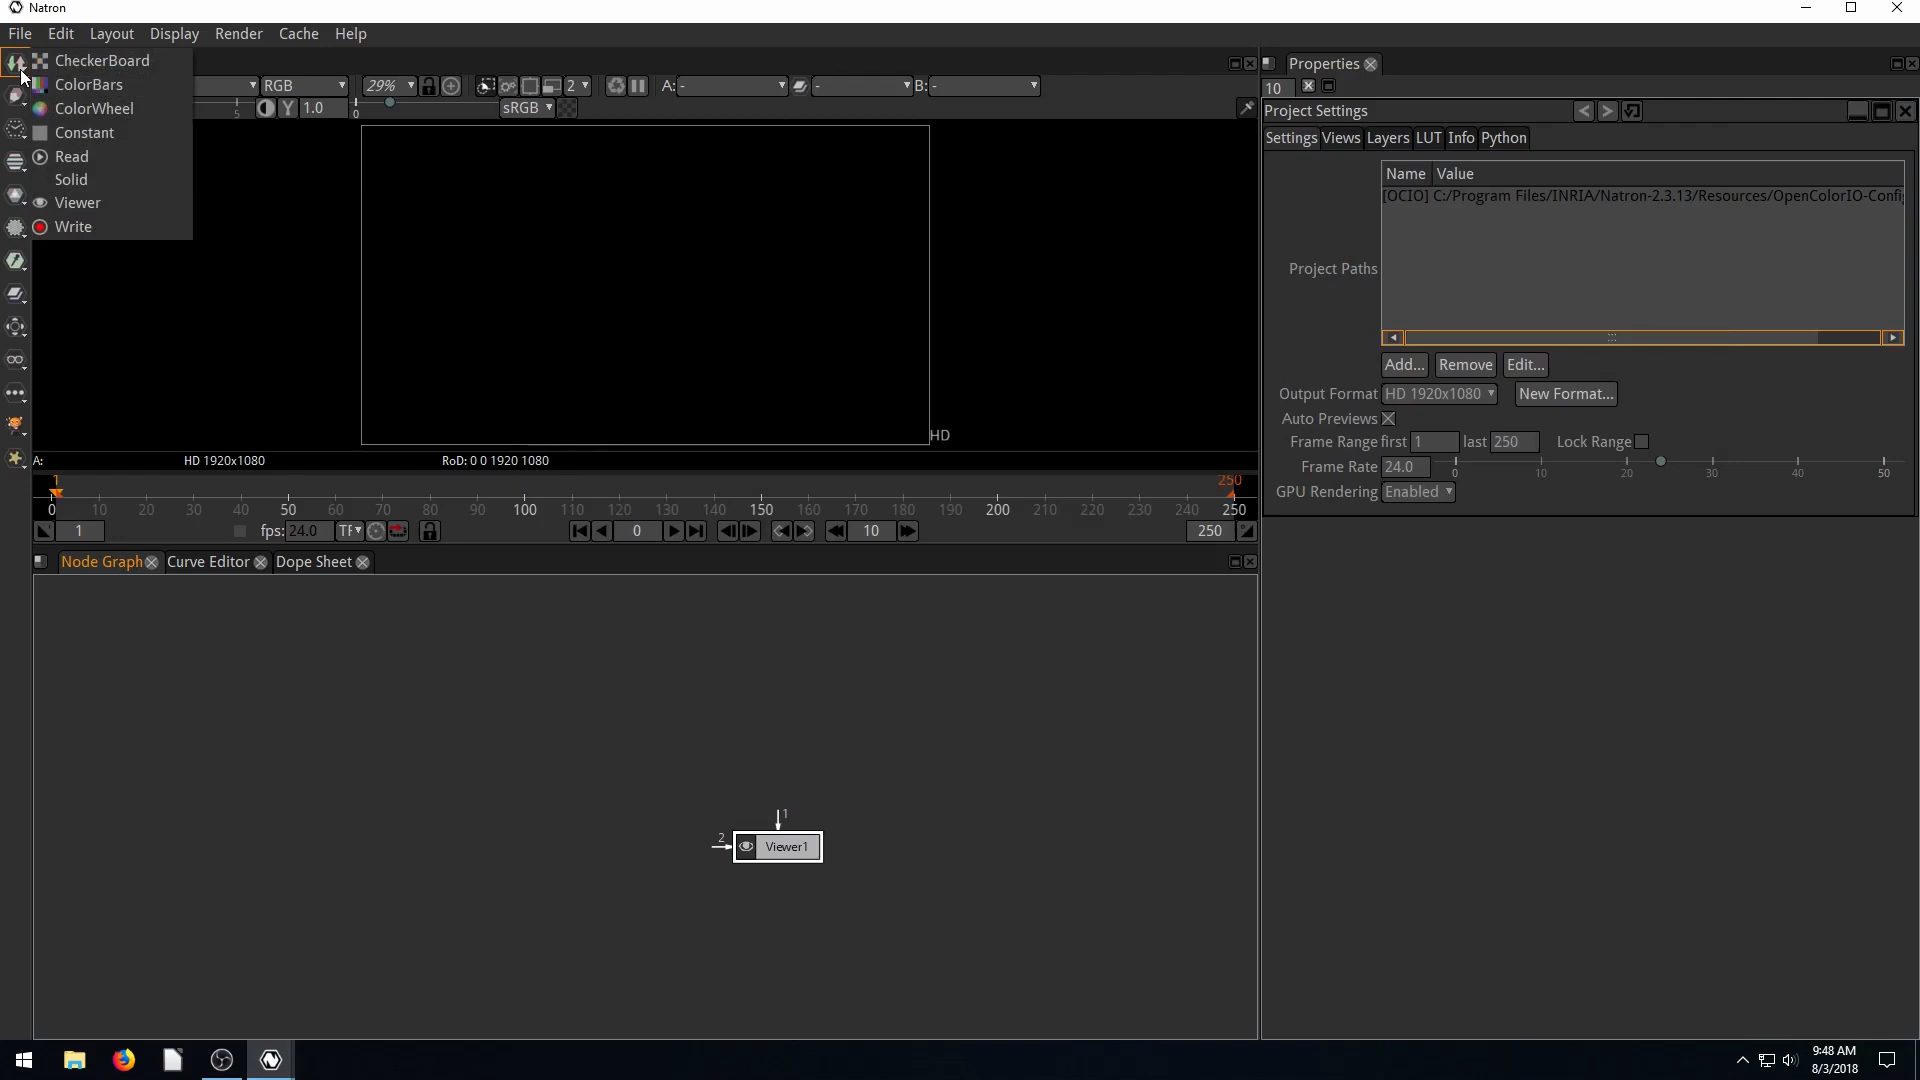 Natron
File Edit Layout Display Render Cache Help
CheckerBoard
ColorBars
ColorWheel
Constant
Read
Solid
Viewer
Write
RGB 29% 2 A: - - B: -
5 Y 1.0 0 sRGB
HD
A: HD 1920x1080 RoD: 0 0 1920 1080
1 250
0 10 20 30 40 50 60 70 80 90 100 110 120 130 140 150 160 170 180 190 200 210 220 230 240 250
1 fps: 24.0 TF 0 10 250
Node Graph Curve Editor Dope Sheet
1
2
Viewer1
Properties
10
Project Settings
Settings Views Layers LUT Info Python
Name Value
[OCIO] C:/Program Files/INRIA/Natron-2.3.13/Resources/OpenColorIO-Config
Project Paths
Add... Remove Edit...
Output Format HD 1920x1080 New Format...
Auto Previews
Frame Range first 1 last 250 Lock Range
Frame Rate 24.0 0 10 20 30 40 50
GPU Rendering Enabled
9:48 AM
8/3/2018